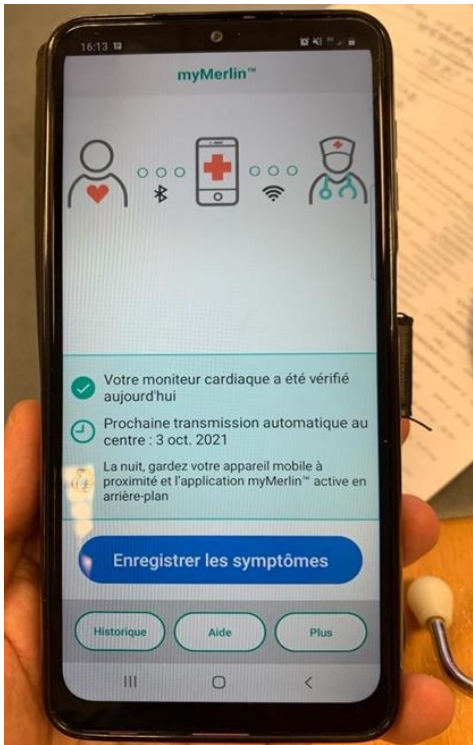 16:13
myMerlin™
Votre moniteur cardiaque a été vérifié
aujourd'hui
Prochaine transmission automatique au
centre : 3 oct. 2021
La nuit, gardez votre appareil mobile à
proximité et l'application myMerlin™ active en
arrière-plan
Enregistrer les symptômes
Historique
Aide
Plus